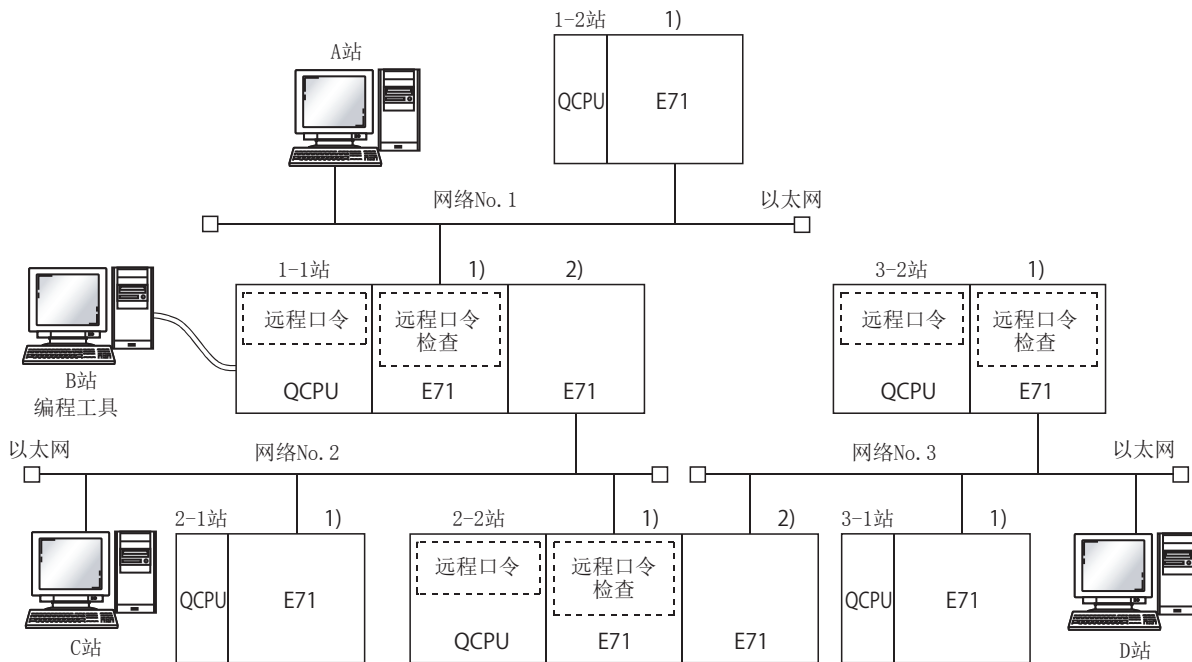 1-2站 1)
A站
QCPU E71
网络No.1 以太网
1-1站 1) 2)
3-2站 1)
远程口令
远程口令
检查
QCPU E71 E71
远程口令
远程口令
检查
QCPU E71
B站
编程工具
以太网 网络No.2
网络No.3 以太网
2-1站 1)
2-2站 1) 2)
3-1站 1)
QCPU E71
远程口令
远程口令
检查
QCPU E71 E71
QCPU E71
C站
D站